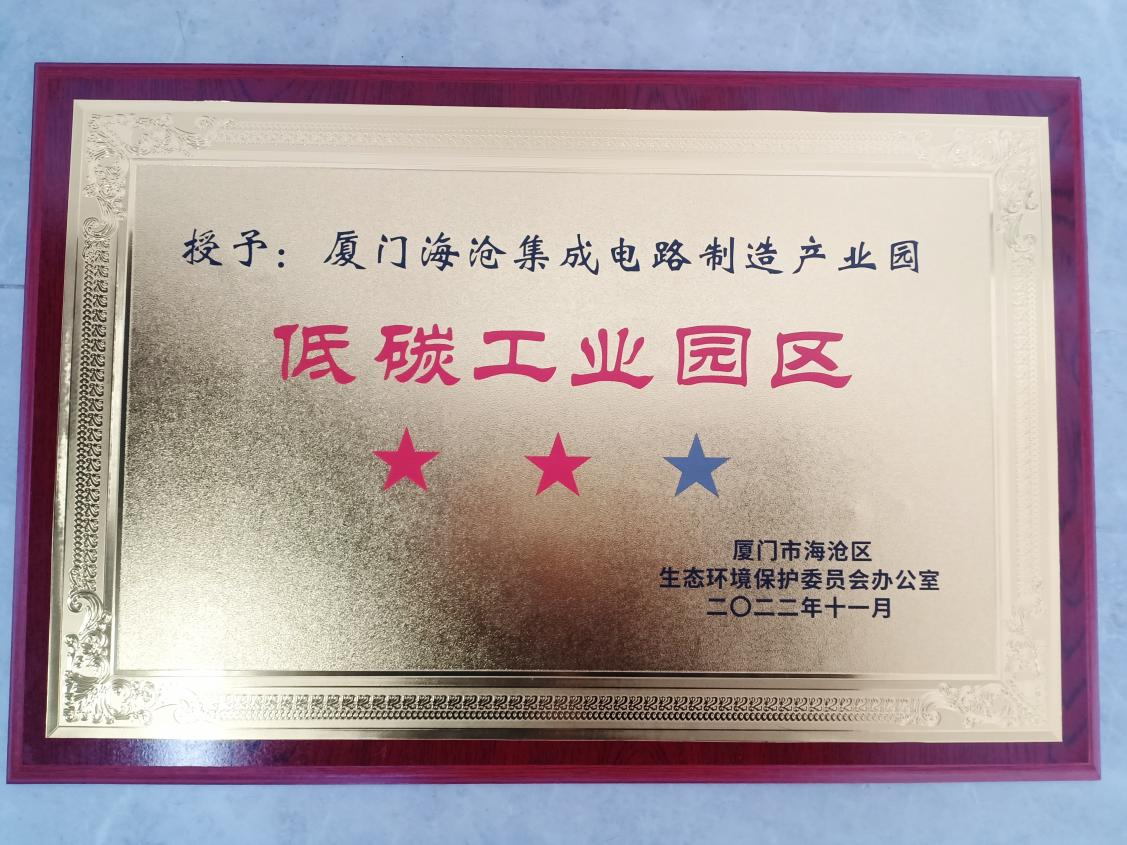 授予：厦门海沧集成电路制造产业园
低碳工业园区
厦门市海沧区
生态环境保护委员会办公室
二〇二二年十一月